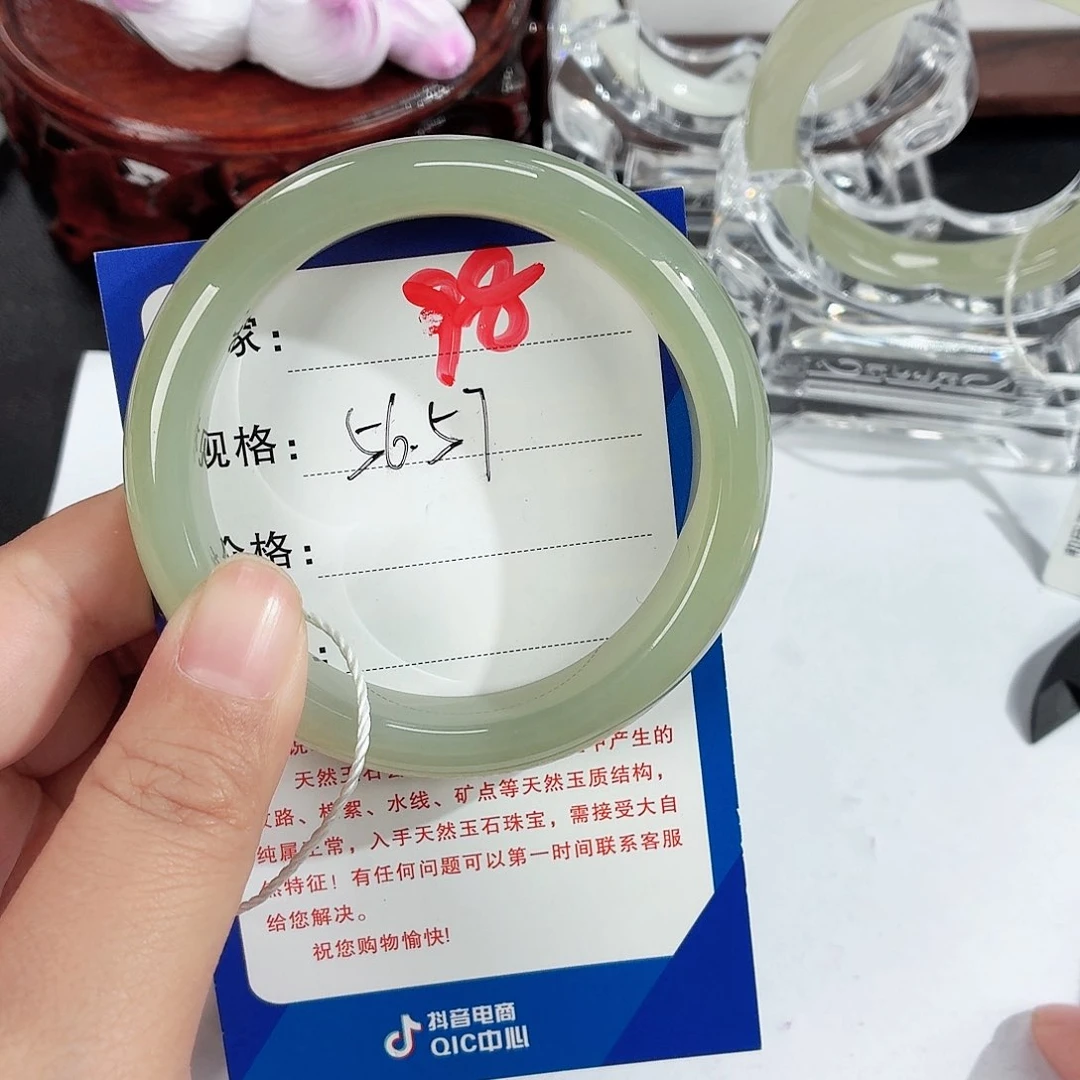 家： 98
规格： 56.57
价格：
：
产生的
天然玉石
棉絮、水线、矿点等天然玉质结构，
纯属正常，入手天然玉石珠宝，需接受大自
然特征！有任何问题可以第一时间联系客服
给您解决。
祝您购物愉快!
抖音电商
QIC中心